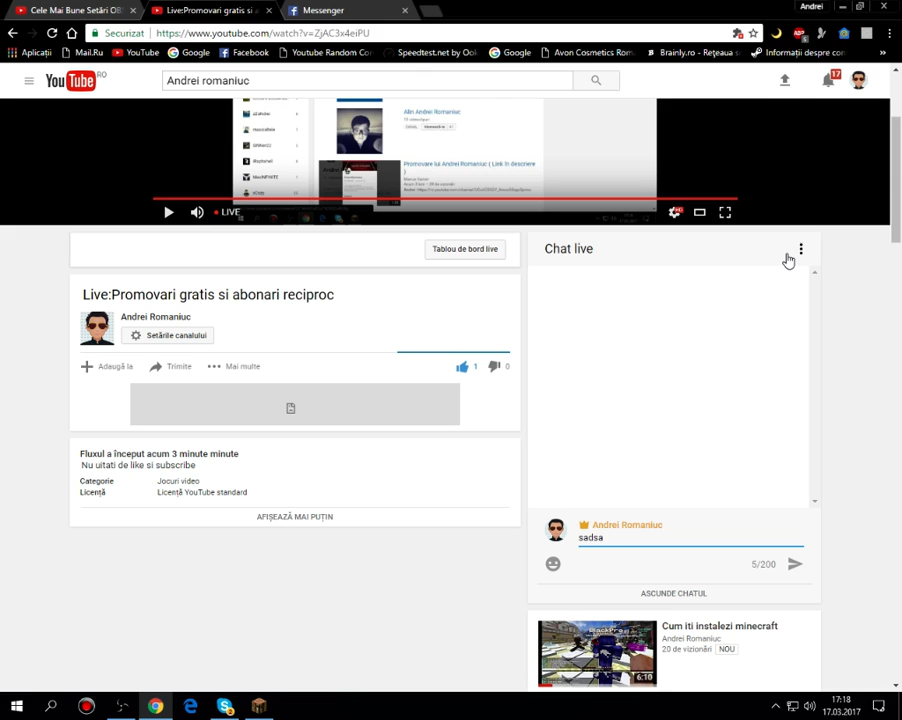 Cele Mai Bune Setări OB
Live:Promovari gratis si a
Messenger
Andrei
Securizat
https://www.youtube.com/watch?v=ZjAC3x4eiPU
Aplicații
Mail.Ru
YouTube
Google
Facebook
Youtube Random Co
Speedtest.net by Ook
Google
Avon Cosmetics Rom
Brainly.ro - Rețeaua s
Informații despre con
YouTube RO
Andrei romaniuc
17
Alin Andrei Romaniuc
Promovare lui Andrei Romaniuc ( Link in descriere
)
LIVE
HD
Tablou de bord live
Chat live
Live:Promovari gratis si abonari reciproc
Andrei Romaniuc
Setările canalului
Adaugă la
Trimite
Mai multe
1
0
Fluxul a început acum 3 minute minute
Nu uitati de like si subscribe
Categorie
Jocuri video
Licență
Licență YouTube standard
AFIȘEAZĂ MAI PUȚIN
Andrei Romaniuc
sadsa
5/200
ASCUNDE CHATUL
Cum iti instalezi minecraft
Andrei Romaniuc
20 de vizionări
NOU
BlackPro
6:10
17:18
17.03.2017